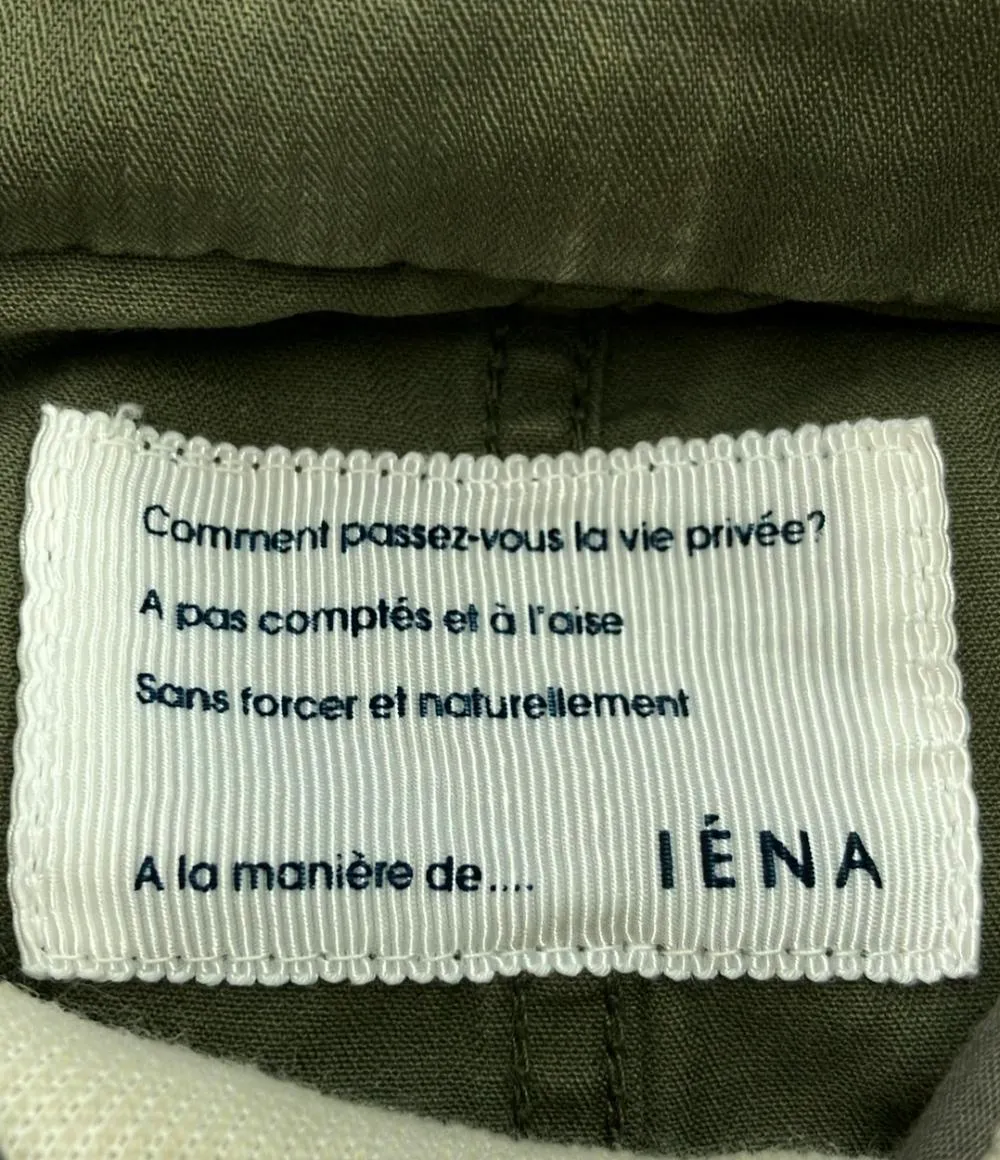 Comment passez-vous la vie privée?
A pas comptés et à l'aise
Sans forcer et naturellement
A la manière de.... IÉNA